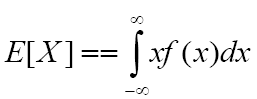 E[X] == ∫_{-∞}^{∞} xf(x)dx